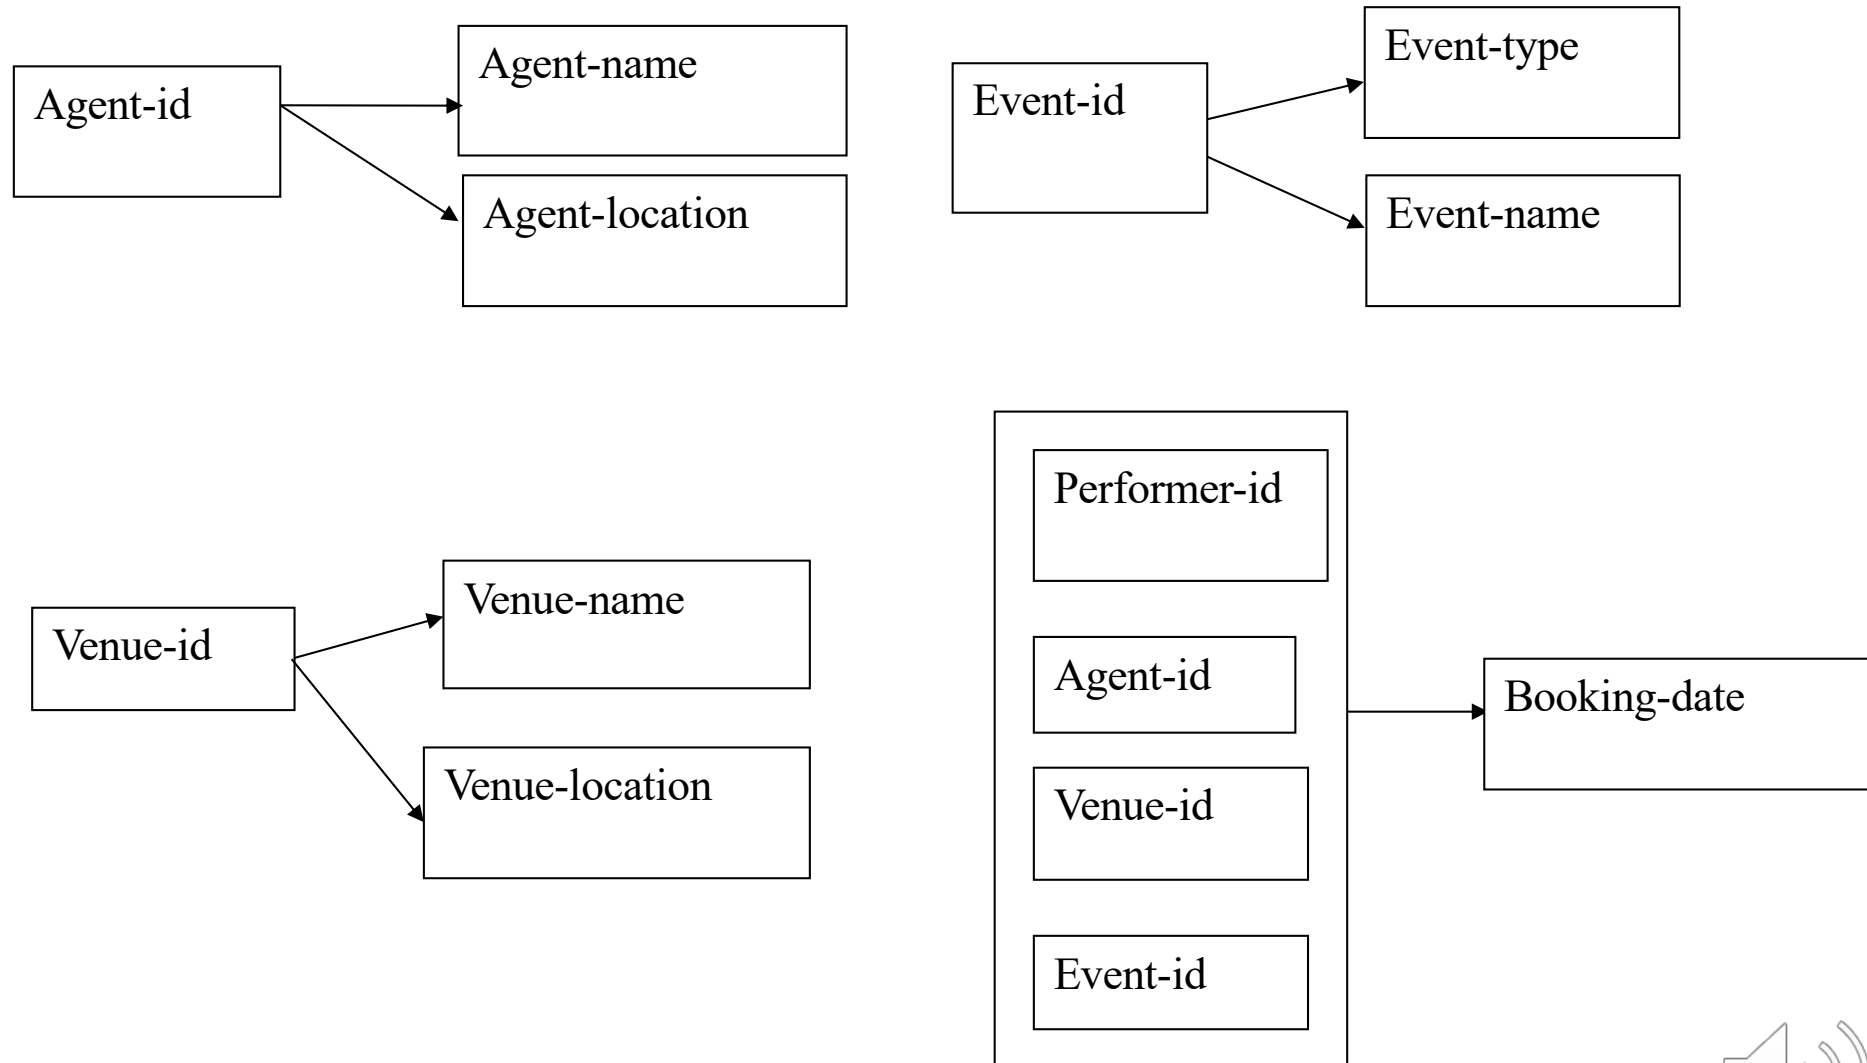 Agent-id
Agent-name
Agent-location
Event-id
Event-type
Event-name
Venue-id
Venue-name
Venue-location
Performer-id
Agent-id
Venue-id
Event-id
Booking-date